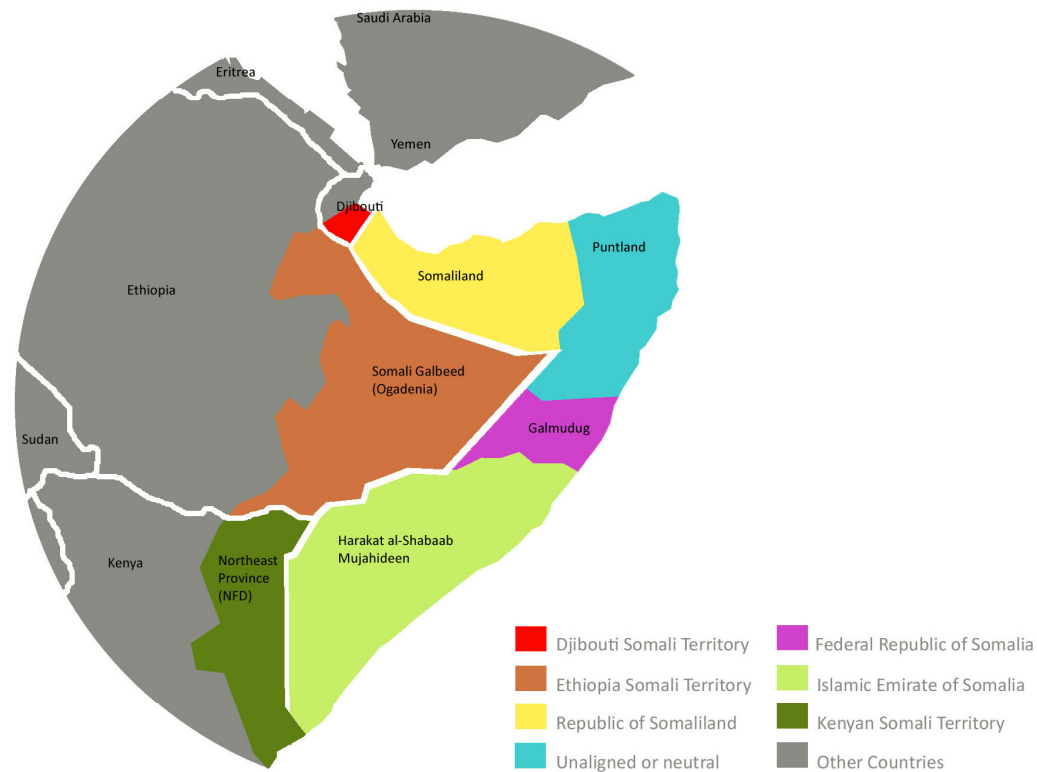 Saudi Arabia
Eritrea
Yemen
Djibouti
Puntland
Somaliland
Ethiopia
Somali Galbeed
(Ogadenia)
Galmudug
Sudan
Harakat al-Shabaab
Mujahideen
Kenya
Northeast
Province
(NFD)
Djibouti Somali Territory
Ethiopia Somali Territory
Republic of Somaliland
Unaligned or neutral
Federal Republic of Somalia
Islamic Emirate of Somalia
Kenyan Somali Territory
Other Countries